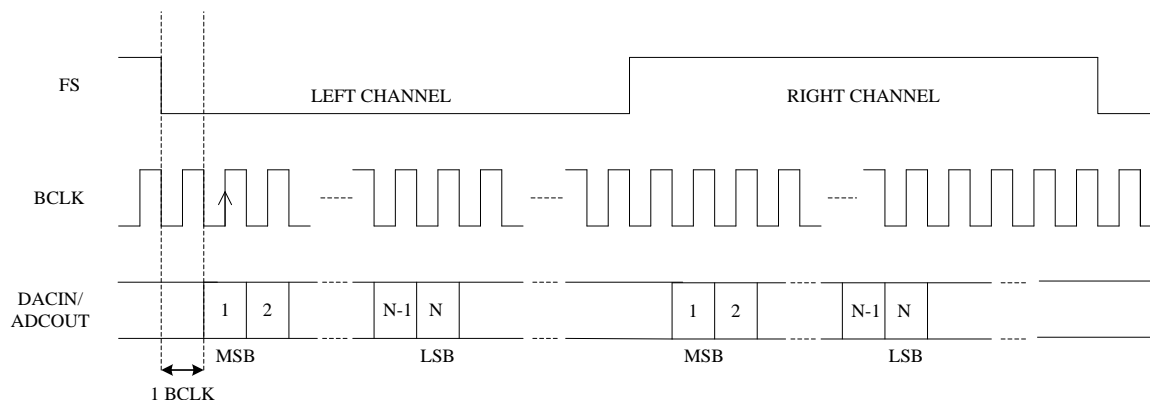 FS
LEFT CHANNEL
RIGHT CHANNEL
BCLK
DACIN/
ADCOUT
1
2
N-1
N
1
2
N-1
N
MSB
LSB
MSB
LSB
1 BCLK